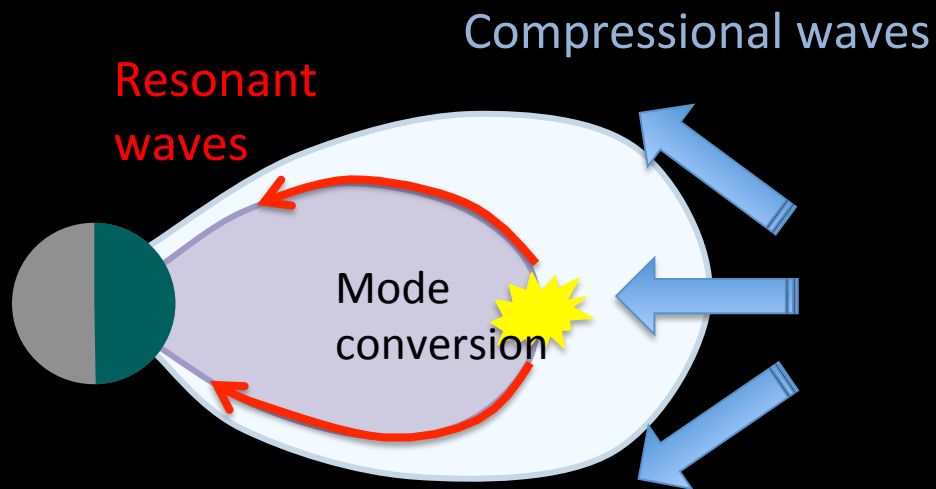 Compressional waves
Resonant
waves
Mode
conversion